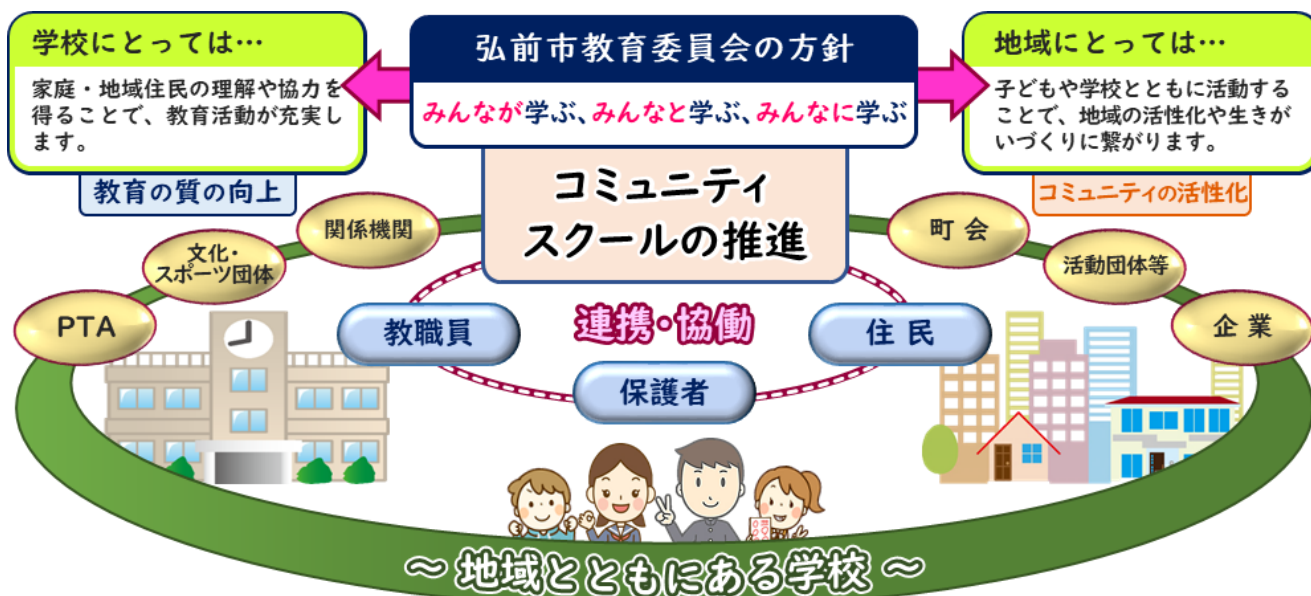 学校にとっては…
家庭・地域住民の理解や協力を
得ることで、教育活動が充実し
ます。
教育の質の向上
弘前市教育委員会の方針
みんなが学ぶ、みんなと学ぶ、みんなに学ぶ
地域にとっては…
子どもや学校とともに活動する
ことで、地域の活性化や生きが
いづくりに繋がります。
コミュニティの活性化
コミュニティ
スクールの推進
関係機関
文化・
スポーツ団体
PTA
町会
活動団体等
企業
教職員
連携・協働
住民
保護者
～地域とともにある学校～